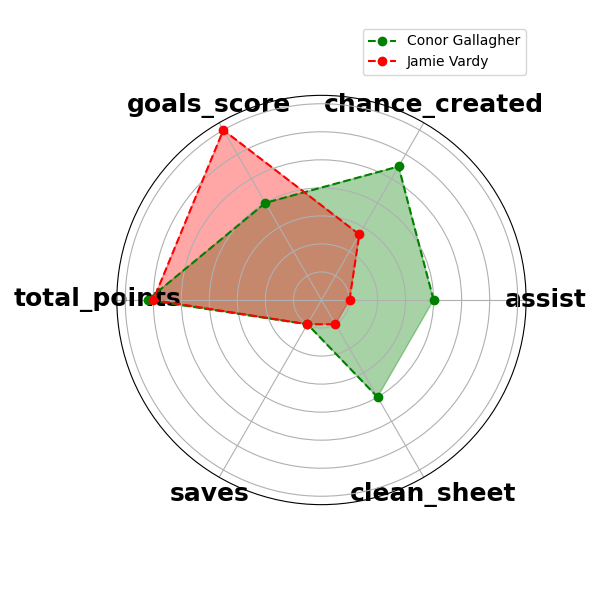 Conor Gallagher
Jamie Vardy
goals_score
chance_created
total_points
assist
saves
clean_sheet